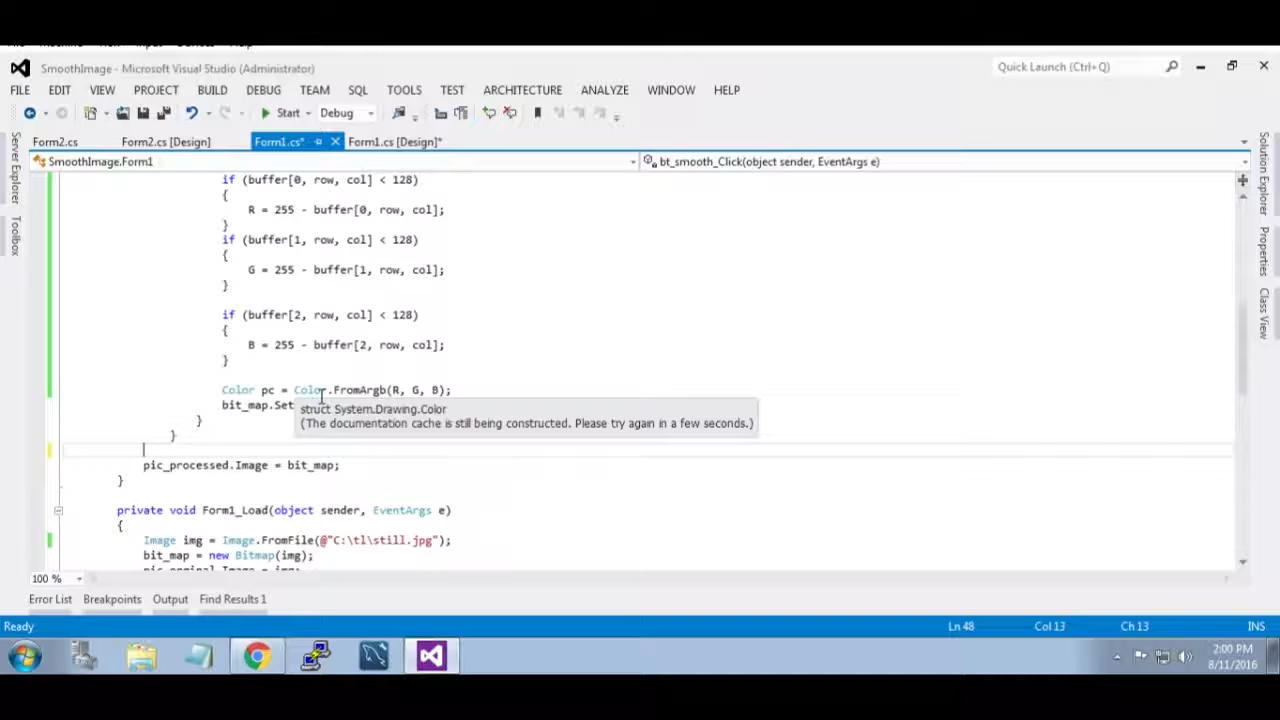 SmoothImage - Microsoft Visual Studio (Administrator)
Quick Launch (Ctrl+Q)
FILE EDIT VIEW PROJECT BUILD DEBUG TEAM SQL TOOLS TEST ARCHITECTURE ANALYZE WINDOW HELP
Start Debug
Form2.cs Form2.cs [Design] Form1.cs* Form1.cs [Design]*
SmoothImage.Form1 bt_smooth_Click(object sender, EventArgs e)
Server Explorer
Toolbox
Solution Explorer
Properties
Class View
if (buffer[0, row, col] < 128)
{
R = 255 - buffer[0, row, col];
}
if (buffer[1, row, col] < 128)
{
G = 255 - buffer[1, row, col];
}
if (buffer[2, row, col] < 128)
{
B = 255 - buffer[2, row, col];
}
Color pc = Color.FromArgb(R, G, B);
bit_map.Set
struct System.Drawing.Color
(The documentation cache is still being constructed. Please try again in a few seconds.)
}
}
pic_processed.Image = bit_map;
}
private void Form1_Load(object sender, EventArgs e)
{
Image img = Image.FromFile(@"C:\tl\still.jpg");
bit_map = new Bitmap(img);
pic_orginal.Image = img;
100 %
Error List Breakpoints Output Find Results 1
Ready Ln 48 Col 13 Ch 13 INS
2:00 PM
8/11/2016